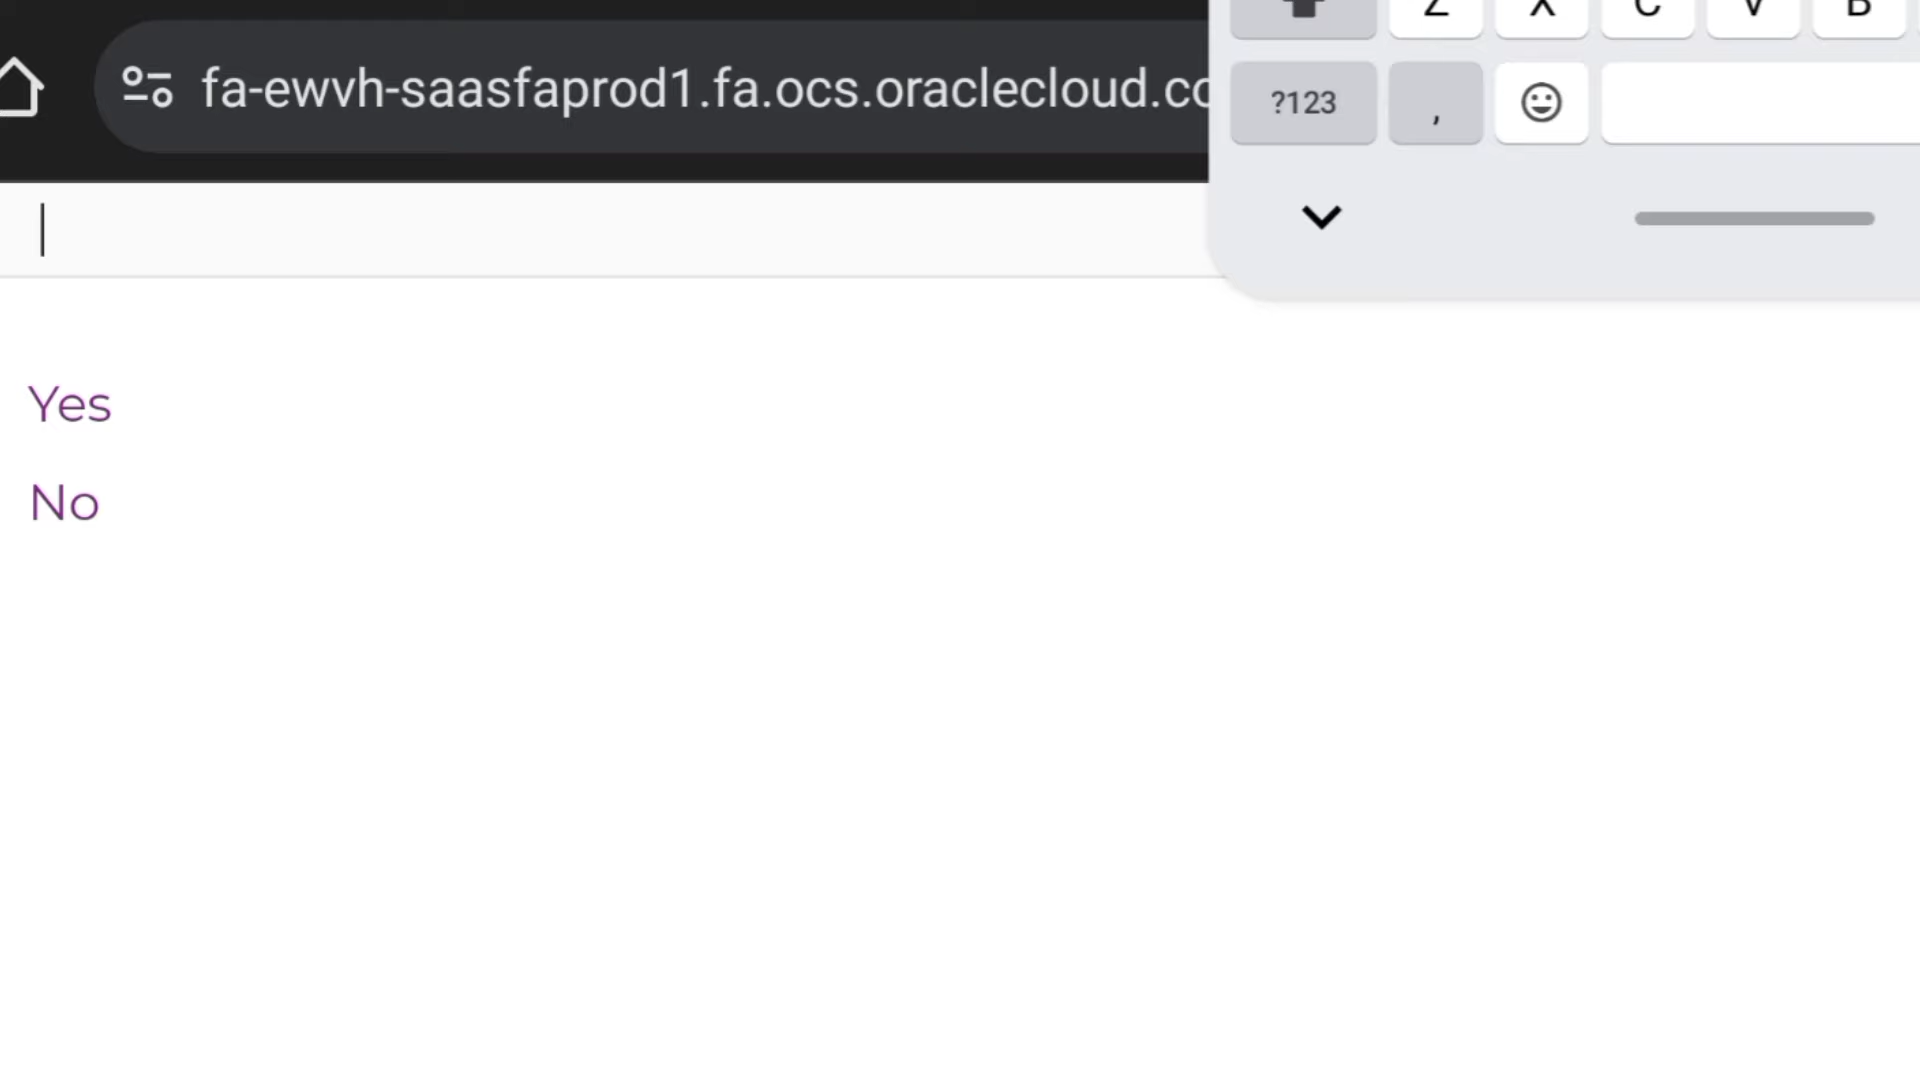 fa-ewvh-saasfaprod1.fa.ocs.oraclecloud.co
Z X C V B
?123 ,
Yes
No